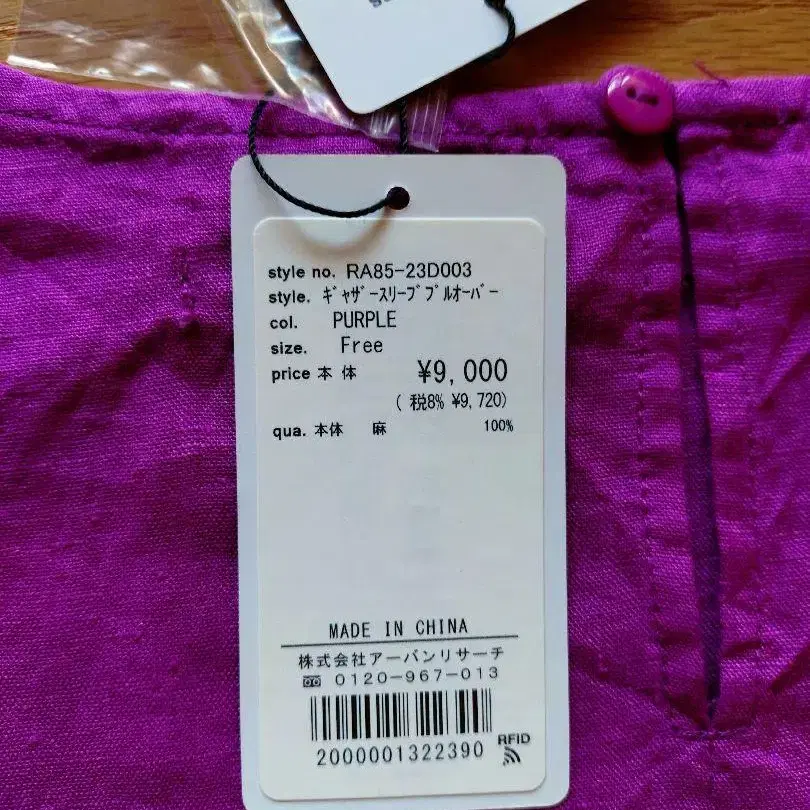 style no. RA85-23D003
style. ｷﾞｬｻﾞｰｽﾘｰﾌﾞﾌﾟﾙｵｰﾊﾞｰ
col. PURPLE
size. Free
price 本体 ¥9,000
( 税8% ¥9,720)
qua. 本体 麻 100%
MADE IN CHINA
株式会社アーバンリサーチ
0120-967-013
2000001322390
RFID